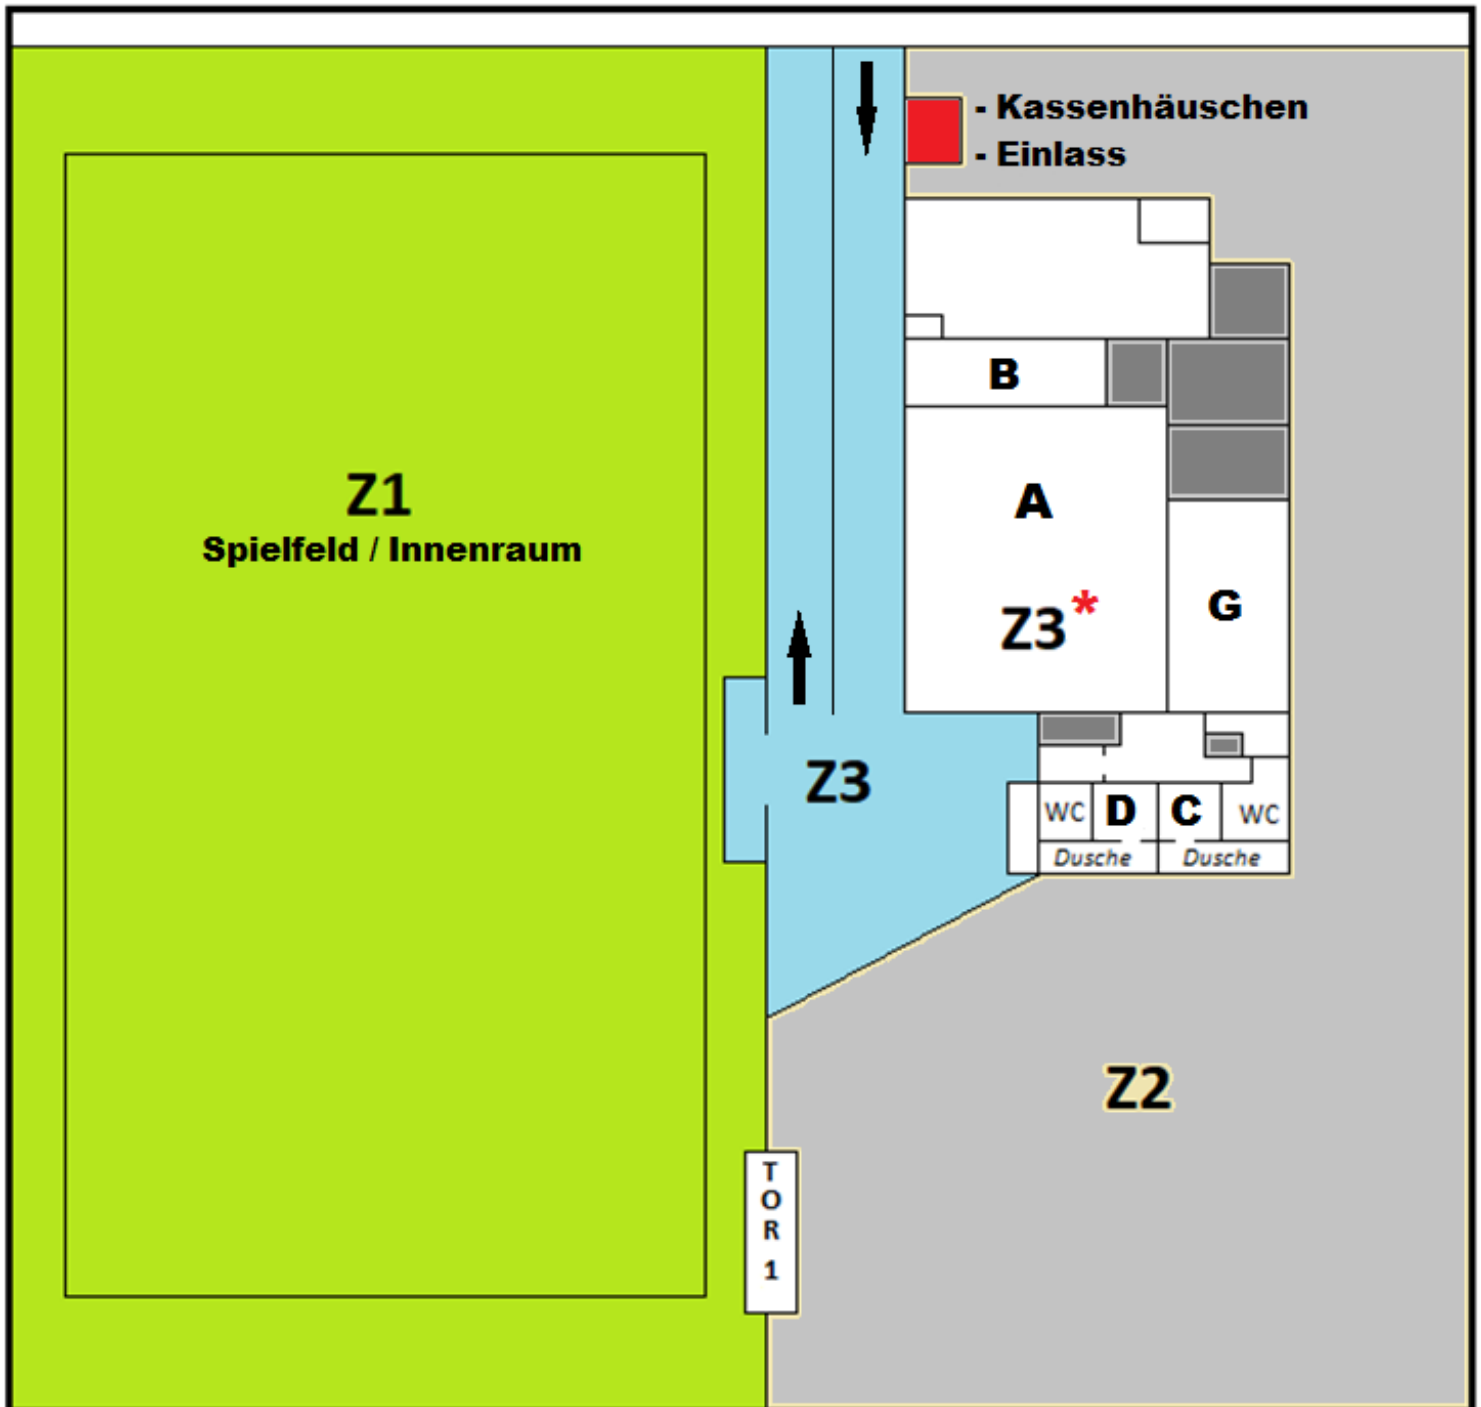 - Kassenhäuschen
- Einlass
B
A
Z1
Spielfeld / Innenraum
Z3*
G
Z3
WC D C WC
Dusche Dusche
Z2
T
O
R
1